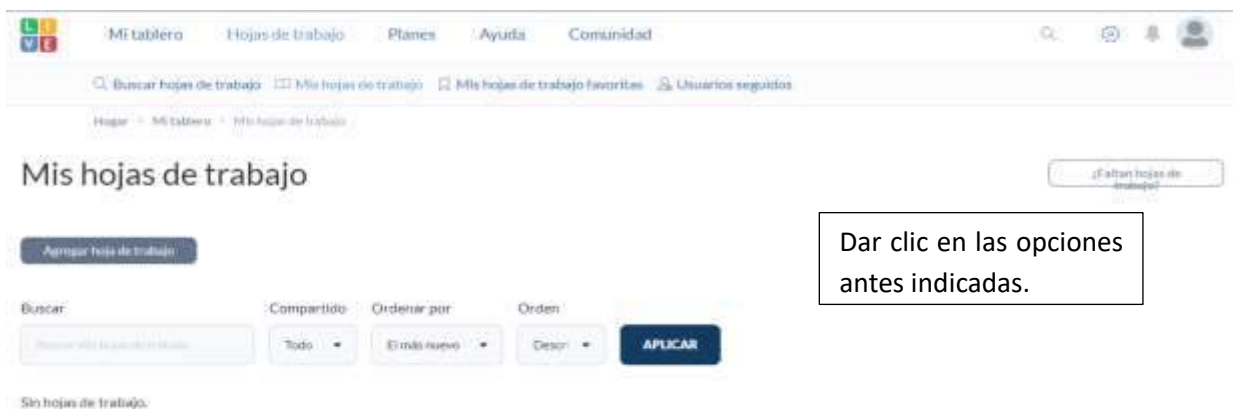 L I V E
Mi tablero Hojas de trabajo Planes Ayuda Comunidad
Buscar hojas de trabajo Mis hojas de trabajo Mis hojas de trabajo favoritas Usuarios seguidos
Hogar Mi tablero Mis hojas de trabajo
Mis hojas de trabajo
¿Faltan hojas de
trabajo?
Agregar hoja de trabajo
Dar clic en las opciones
antes indicadas.
Buscar Compartido Ordenar por Orden
Todo El más nuevo Descr APLICAR
Sin hojas de trabajo.